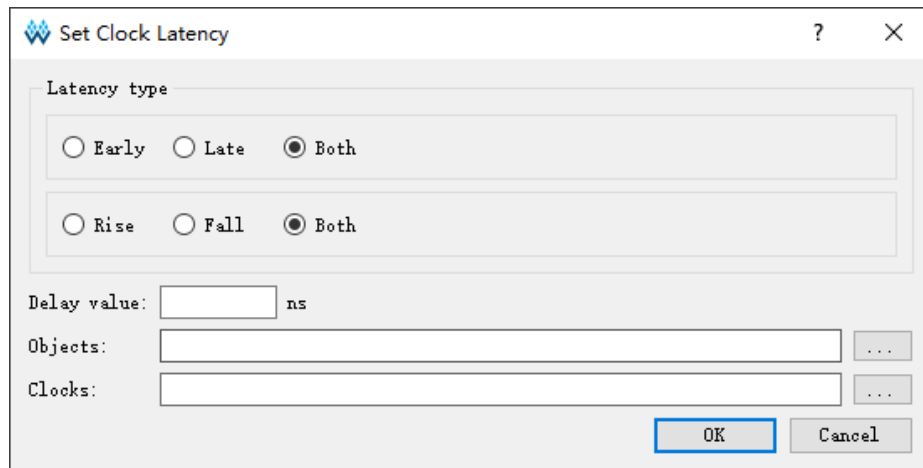 Set Clock Latency ?
Latency type
Early Late Both
Rise Fall Both
Delay value: ns
Objects: ...
Clocks: ...
OK Cancel